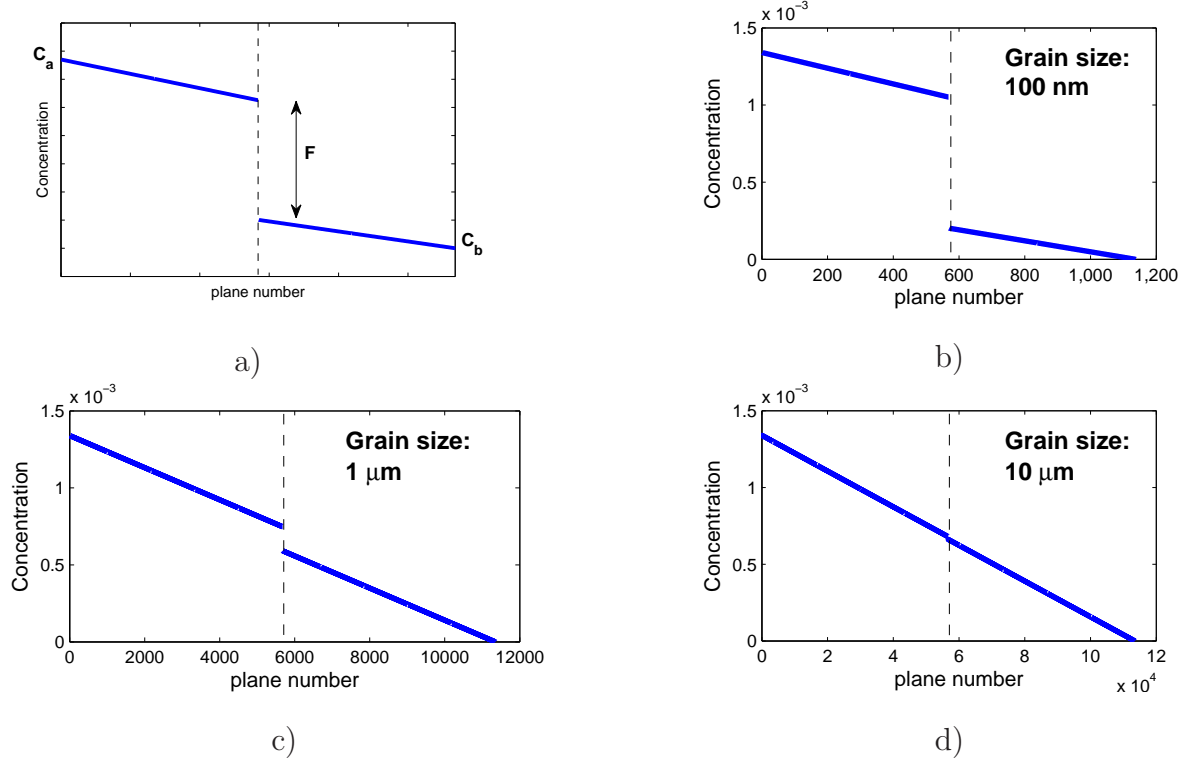 C_a
Concentration
F
C_b
plane number
a)
x 10^-3
1.5
1
0.5
0
Concentration
Grain size:
100 nm
0 200 400 600 800 1,000 1,200
plane number
b)
x 10^-3
1.5
1
0.5
0
Concentration
Grain size:
1 μm
0 2000 4000 6000 8000 10000 12000
plane number
c)
x 10^-3
1.5
1
0.5
0
Concentration
Grain size:
10 μm
0 2 4 6 8 10 12
plane number
x 10^4
d)